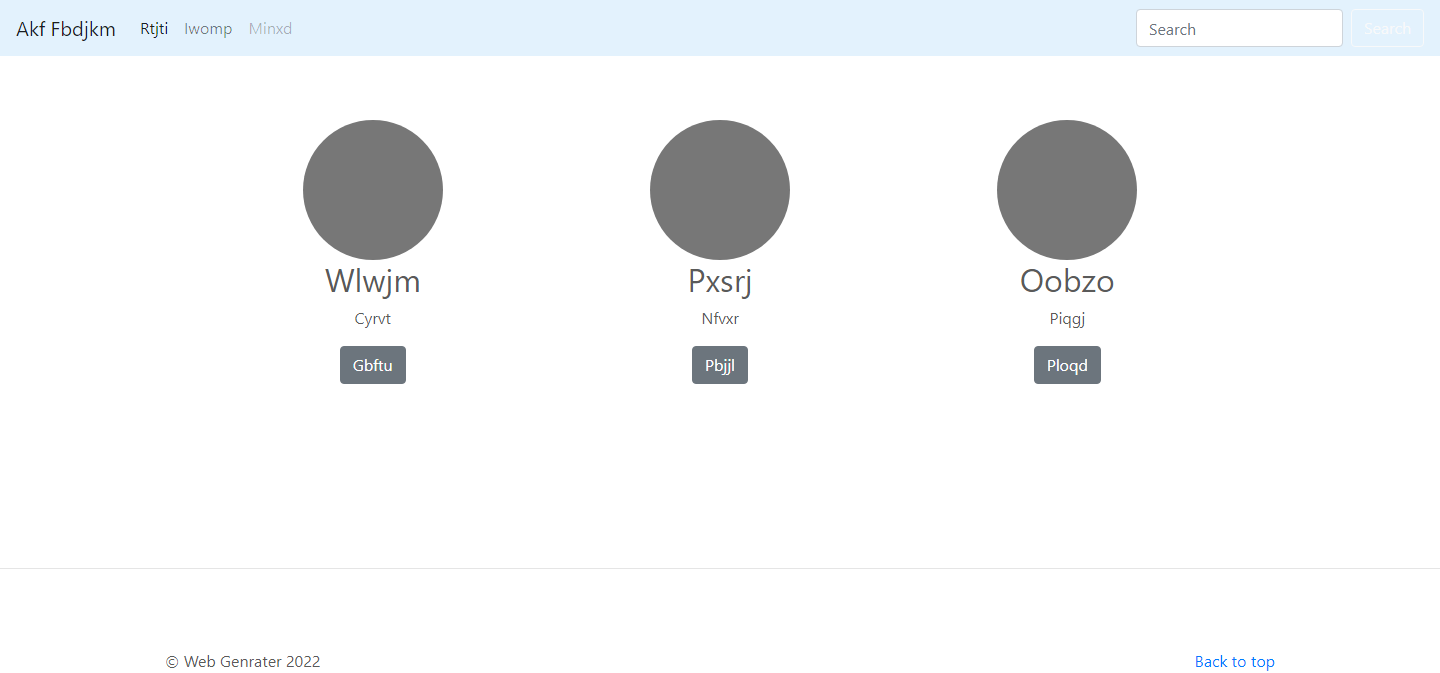 Akf Fbdjkm Rtjti Iwomp Minxd Search Search
Wlwjm Pxsrj Oobzo
Cyrvt Nfvxr Piqgj
Gbftu Pbjjl Ploqd
© Web Genrater 2022 Back to top